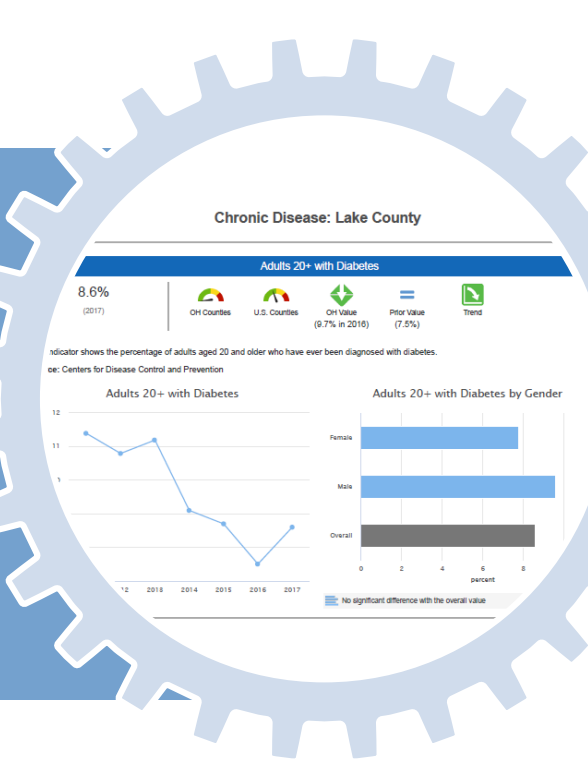 Chronic Disease: Lake County
Adults 20+ with Diabetes
8.6%
(2017)
OH Counties
U.S. Counties
OH Value
(9.7% in 2016)
Prior Value
(7.5%)
Trend
ndicator shows the percentage of adults aged 20 and older who have ever been diagnosed with diabetes.
ce: Centers for Disease Control and Prevention
Adults 20+ with Diabetes
12
11
2013
2014
2015
2016
2017
Adults 20+ with Diabetes by Gender
Female
Male
Overall
0
2
4
6
8
percent
No significant difference with the overall value